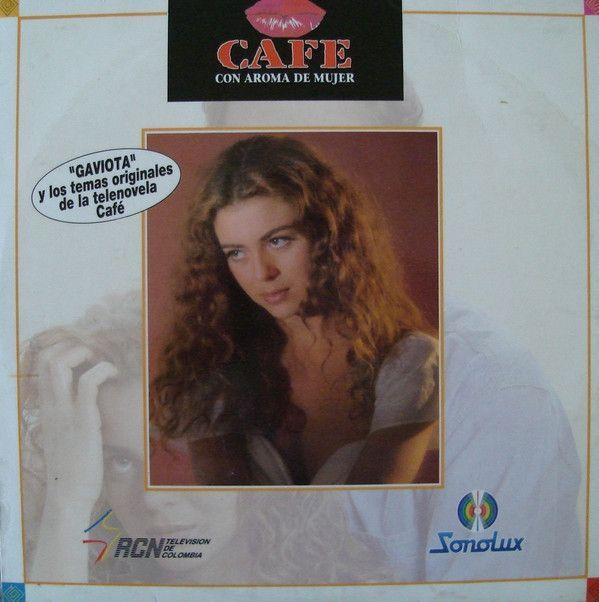 CAFE
CON AROMA DE MUJER
"GAVIOTA"
y los temas originales
de la telenovela
Café
RCN TELEVISION
DE
COLOMBIA
Sonolux